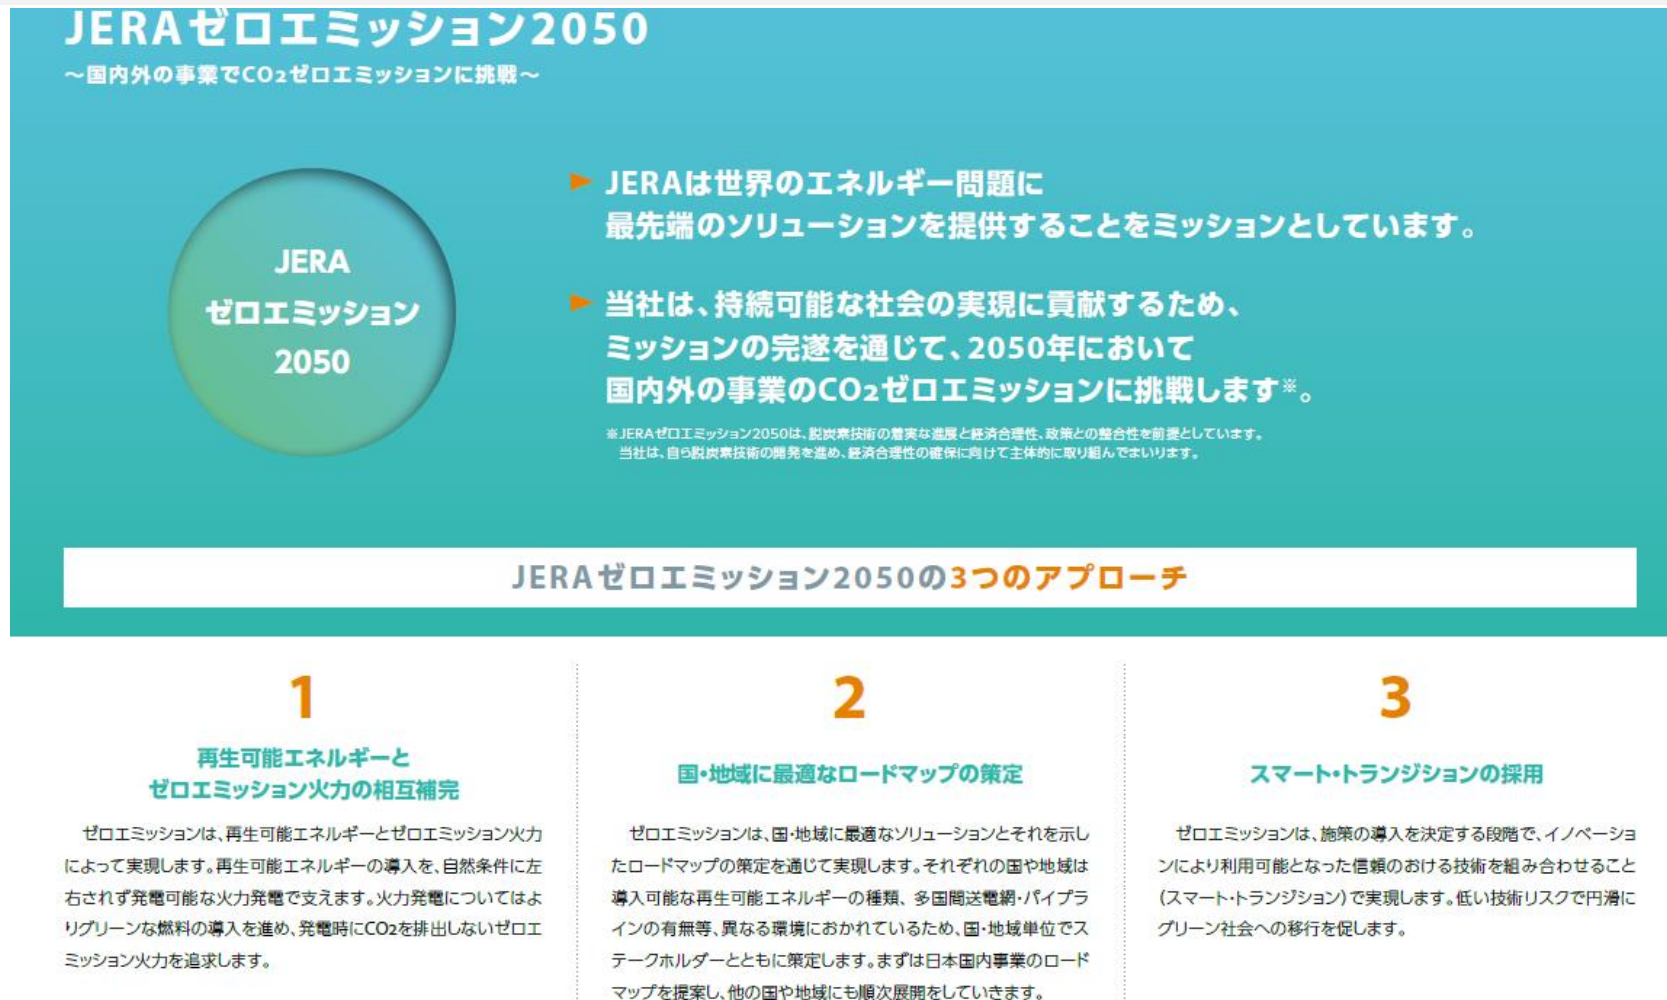 JERAゼロエミッション2050
～国内外の事業でCO2ゼロエミッションに挑戦～
JERA
ゼロエミッション
2050
JERAは世界のエネルギー問題に
最先端のソリューションを提供することをミッションとしています。
当社は、持続可能な社会の実現に貢献するため、
ミッションの完遂を通じて、2050年において
国内外の事業のCO2ゼロエミッションに挑戦します※。
※JERAゼロエミッション2050は、脱炭素技術の着実な進展と経済合理性、政策との整合性を前提としています。
当社は、自ら脱炭素技術の開発を進め、経済合理性の確保に向けて主体的に取り組んでまいります。
JERAゼロエミッション2050の3つのアプローチ
1
再生可能エネルギーと
ゼロエミッション火力の相互補完
ゼロエミッションは、再生可能エネルギーとゼロエミッション火力
によって実現します。再生可能エネルギーの導入を、自然条件に左
右されず発電可能な火力発電で支えます。火力発電についてはよ
りグリーンな燃料の導入を進め、発電時にCO2を排出しないゼロエ
ミッション火力を追求します。
2
国・地域に最適なロードマップの策定
ゼロエミッションは、国・地域に最適なソリューションとそれを示し
たロードマップの策定を通じて実現します。それぞれの国や地域は
導入可能な再生可能エネルギーの種類、多国間送電網・パイプラ
インの有無等、異なる環境におかれているため、国・地域単位でス
テークホルダーとともに策定します。まずは日本国内事業のロード
マップを提案し、他の国や地域にも順次展開をしていきます。
3
スマート・トランジションの採用
ゼロエミッションは、施策の導入を決定する段階で、イノベーショ
ンにより利用可能となった信頼のおける技術を組み合わせること
(スマート・トランジション)で実現します。低い技術リスクで円滑に
グリーン社会への移行を促します。